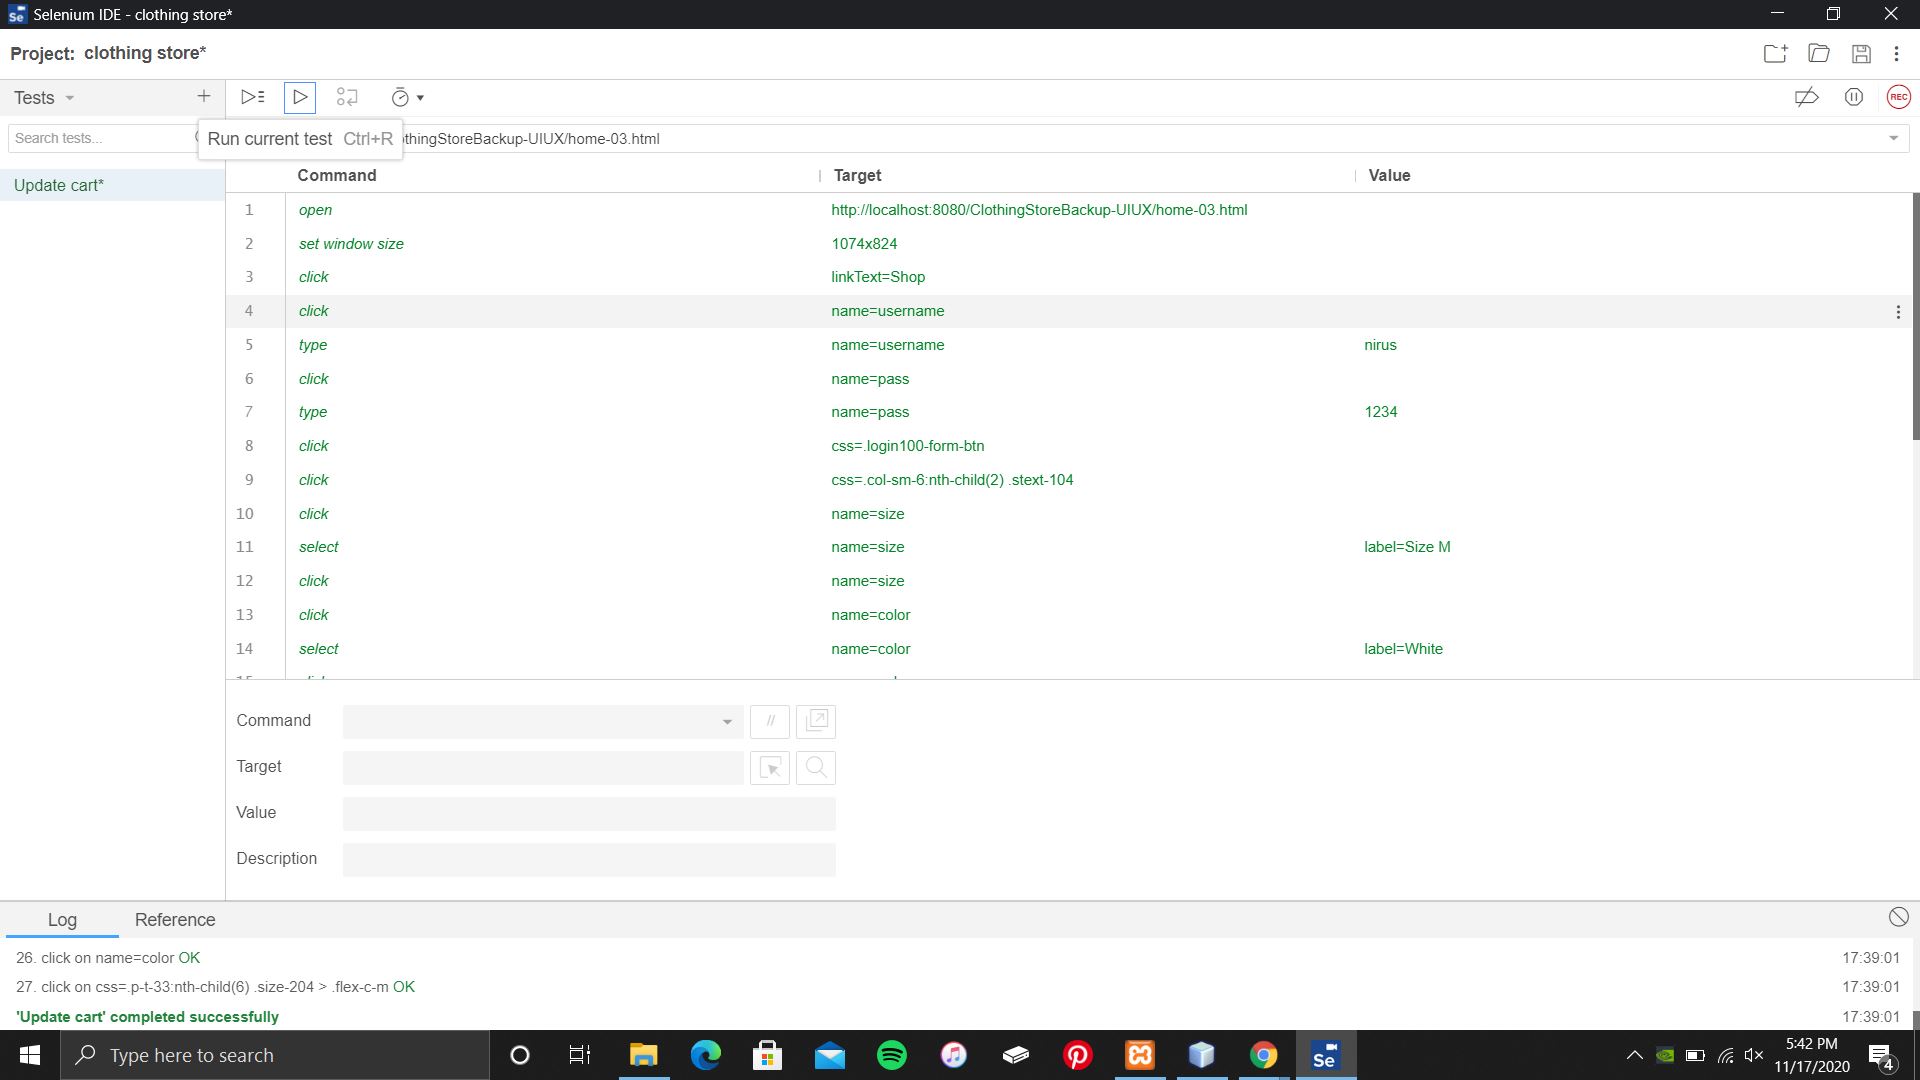 Se Selenium IDE - clothing store*
Project: clothing store*
Tests
REC
Search tests...
Run current test Ctrl+R
thingStoreBackup-UIUX/home-03.html
Update cart*
Command Target Value
1 open http://localhost:8080/ClothingStoreBackup-UIUX/home-03.html
2 set window size 1074x824
3 click linkText=Shop
4 click name=username
5 type name=username nirus
6 click name=pass
7 type name=pass 1234
8 click css=.login100-form-btn
9 click css=.col-sm-6:nth-child(2) .stext-104
10 click name=size
11 select name=size label=Size M
12 click name=size
13 click name=color
14 select name=color label=White
Command //
Target
Value
Description
Log Reference
26. click on name=color OK 17:39:01
27. click on css=.p-t-33:nth-child(6) .size-204 > .flex-c-m OK 17:39:01
'Update cart' completed successfully 17:39:01
Type here to search
Se
5:42 PM
11/17/2020
4